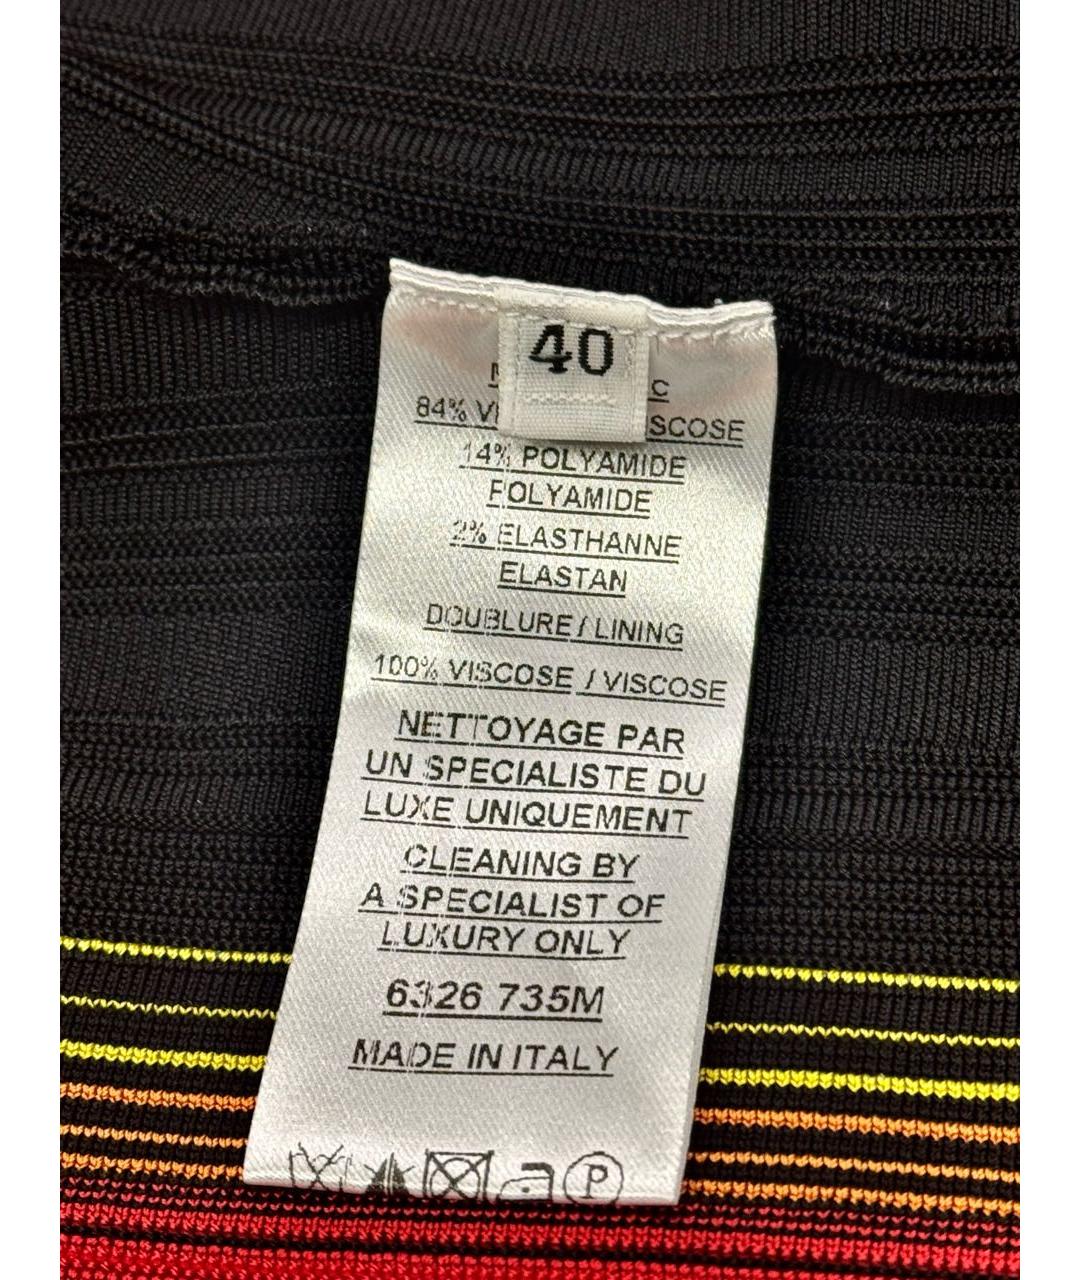 40
84%
SCOSE
14% POLYAMIDE
POLYAMIDE
2% ELASTHANNE
ELASTAN
DOUBLURE / LINING
100% VISCOSE / VISCOSE
NETTOYAGE PAR
UN SPECIALISTE DU
LUXE UNIQUEMENT
CLEANING BY
A SPECIALIST OF
LUXURY ONLY
6326 735M
MADE IN ITALY
P